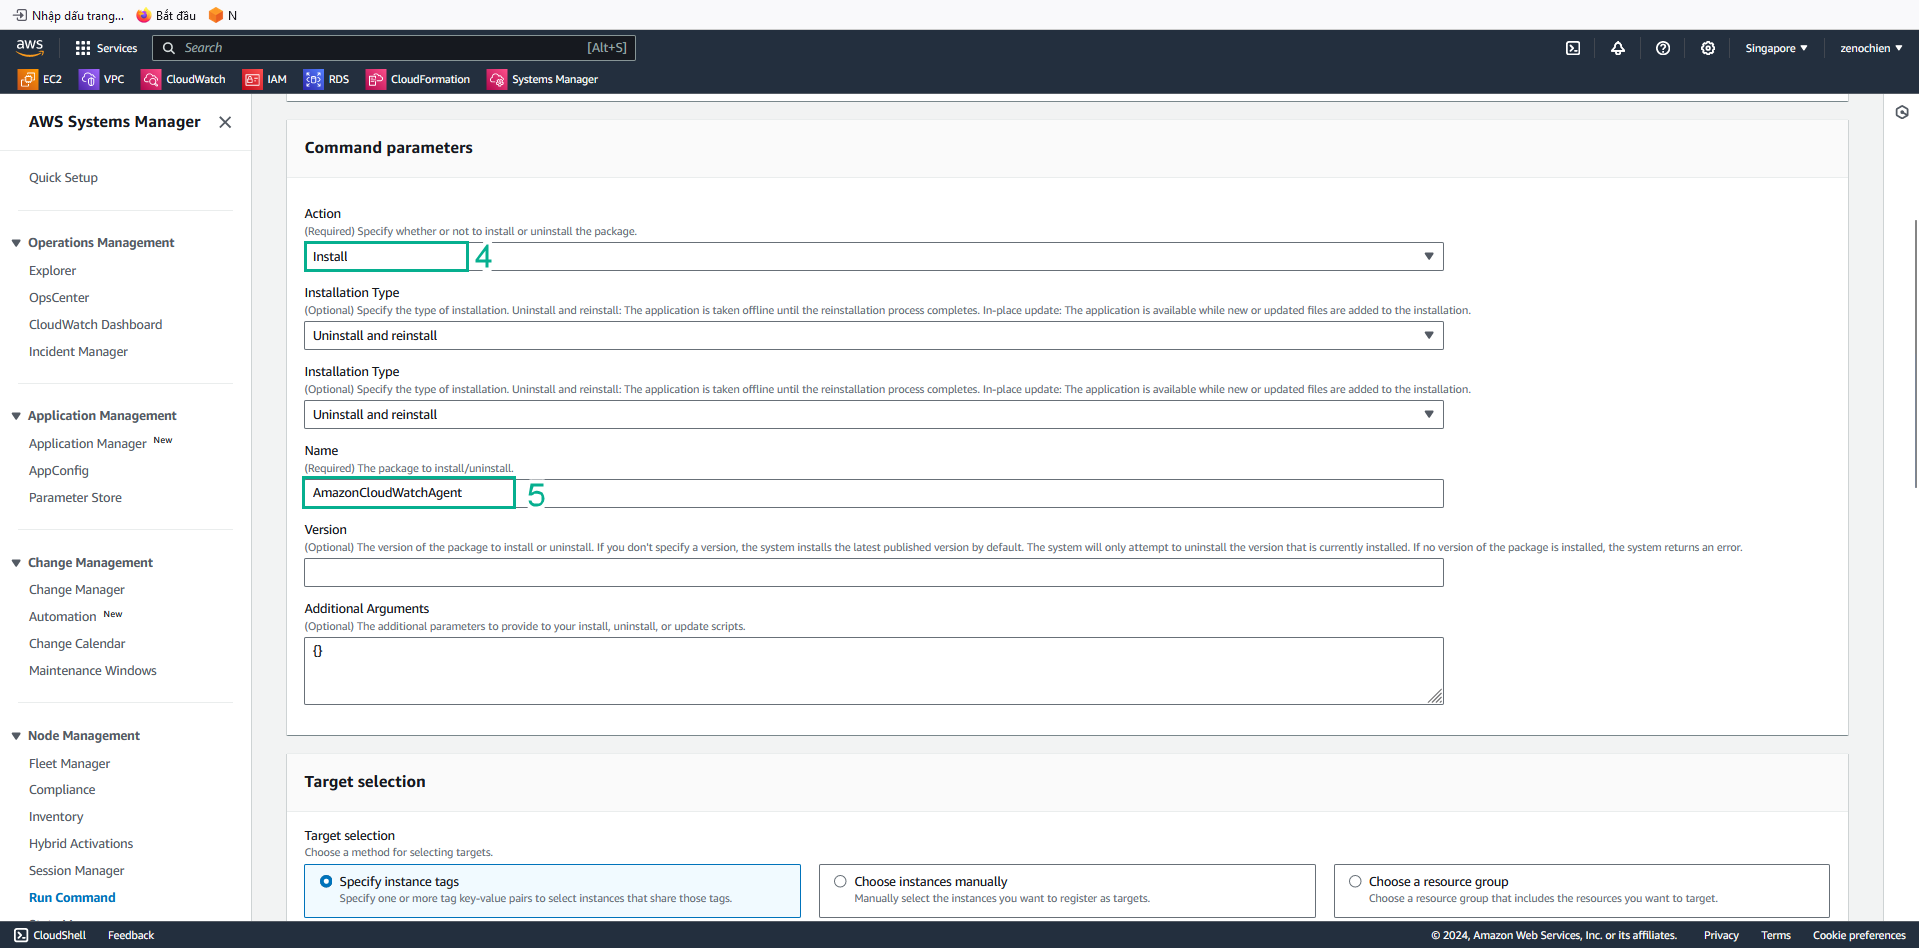 Nhập dấu trang... Bắt đầu N
aws Services Search [Alt+S] Singapore ▼ zenochien ▼
EC2 VPC CloudWatch IAM RDS CloudFormation Systems Manager
AWS Systems Manager
Quick Setup
Operations Management
Explorer
OpsCenter
CloudWatch Dashboard
Incident Manager
Application Management
Application Manager New
AppConfig
Parameter Store
Change Management
Change Manager
Automation New
Change Calendar
Maintenance Windows
Node Management
Fleet Manager
Compliance
Inventory
Hybrid Activations
Session Manager
Run Command
Command parameters
Action
(Required) Specify whether or not to install or uninstall the package.
Install 4
Installation Type
(Optional) Specify the type of installation. Uninstall and reinstall: The application is taken offline until the reinstallation process completes. In-place update: The application is available while new or updated files are added to the installation.
Uninstall and reinstall
Installation Type
(Optional) Specify the type of installation. Uninstall and reinstall: The application is taken offline until the reinstallation process completes. In-place update: The application is available while new or updated files are added to the installation.
Uninstall and reinstall
Name
(Required) The package to install/uninstall.
AmazonCloudWatchAgent 5
Version
(Optional) The version of the package to install or uninstall. If you don't specify a version, the system installs the latest published version by default. The system will only attempt to uninstall the version that is currently installed. If no version of the package is installed, the system returns an error.
Additional Arguments
(Optional) The additional parameters to provide to your install, uninstall, or update scripts.
{}
Target selection
Target selection
Choose a method for selecting targets.
Specify instance tags
Specify one or more tag key-value pairs to select instances that share those tags.
Choose instances manually
Manually select the instances you want to register as targets.
Choose a resource group
Choose a resource group that includes the resources you want to target.
CloudShell Feedback © 2024, Amazon Web Services, Inc. or its affiliates. Privacy Terms Cookie preferences